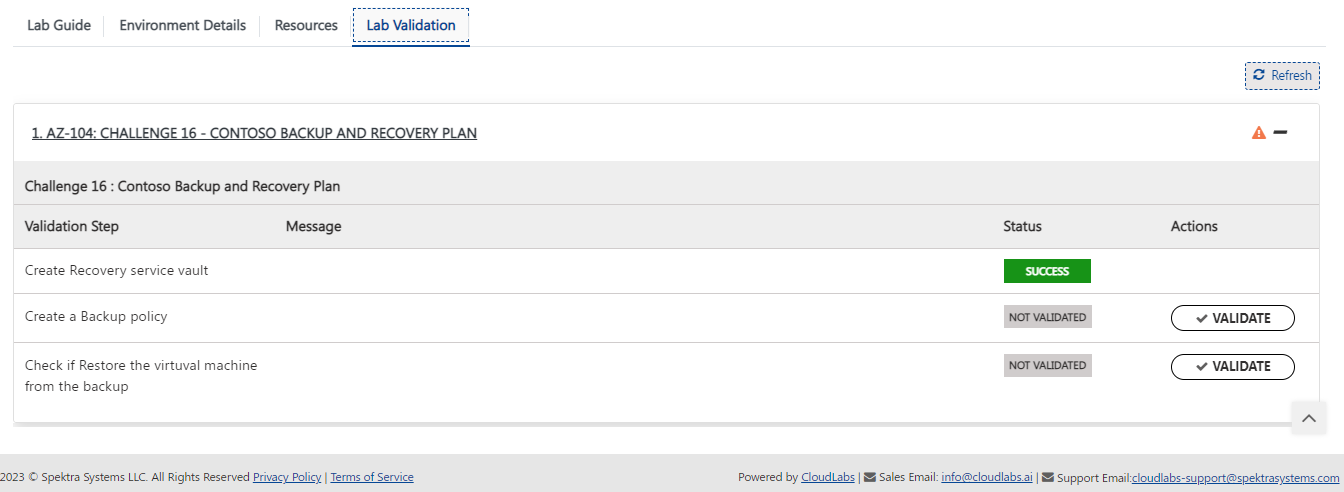 Lab Guide Environment Details Resources Lab Validation
Refresh
1. AZ-104: CHALLENGE 16 - CONTOSO BACKUP AND RECOVERY PLAN
Challenge 16 : Contoso Backup and Recovery Plan
Validation Step Message Status Actions
Create Recovery service vault SUCCESS
Create a Backup policy NOT VALIDATED VALIDATE
Check if Restore the virtuval machine NOT VALIDATED VALIDATE
from the backup
2023 © Spektra Systems LLC. All Rights Reserved Privacy Policy | Terms of Service Powered by CloudLabs | Sales Email: info@cloudlabs.ai | Support Email:cloudlabs-support@spektrasystems.com